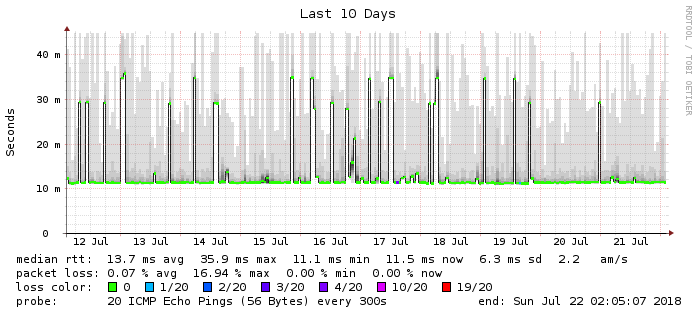 Last 10 Days
RRDTOOL / TOBI OETIKER
Seconds
40 m
30 m
20 m
10 m
0
12 Jul 13 Jul 14 Jul 15 Jul 16 Jul 17 Jul 18 Jul 19 Jul 20 Jul 21 Jul
median rtt: 13.7 ms avg 35.9 ms max 11.1 ms min 11.5 ms now 6.3 ms sd 2.2 am/s
packet loss: 0.07 % avg 16.94 % max 0.00 % min 0.00 % now
loss color: 0 1/20 2/20 3/20 4/20 10/20 19/20
probe: 20 ICMP Echo Pings (56 Bytes) every 300s end: Sun Jul 22 02:05:07 2018